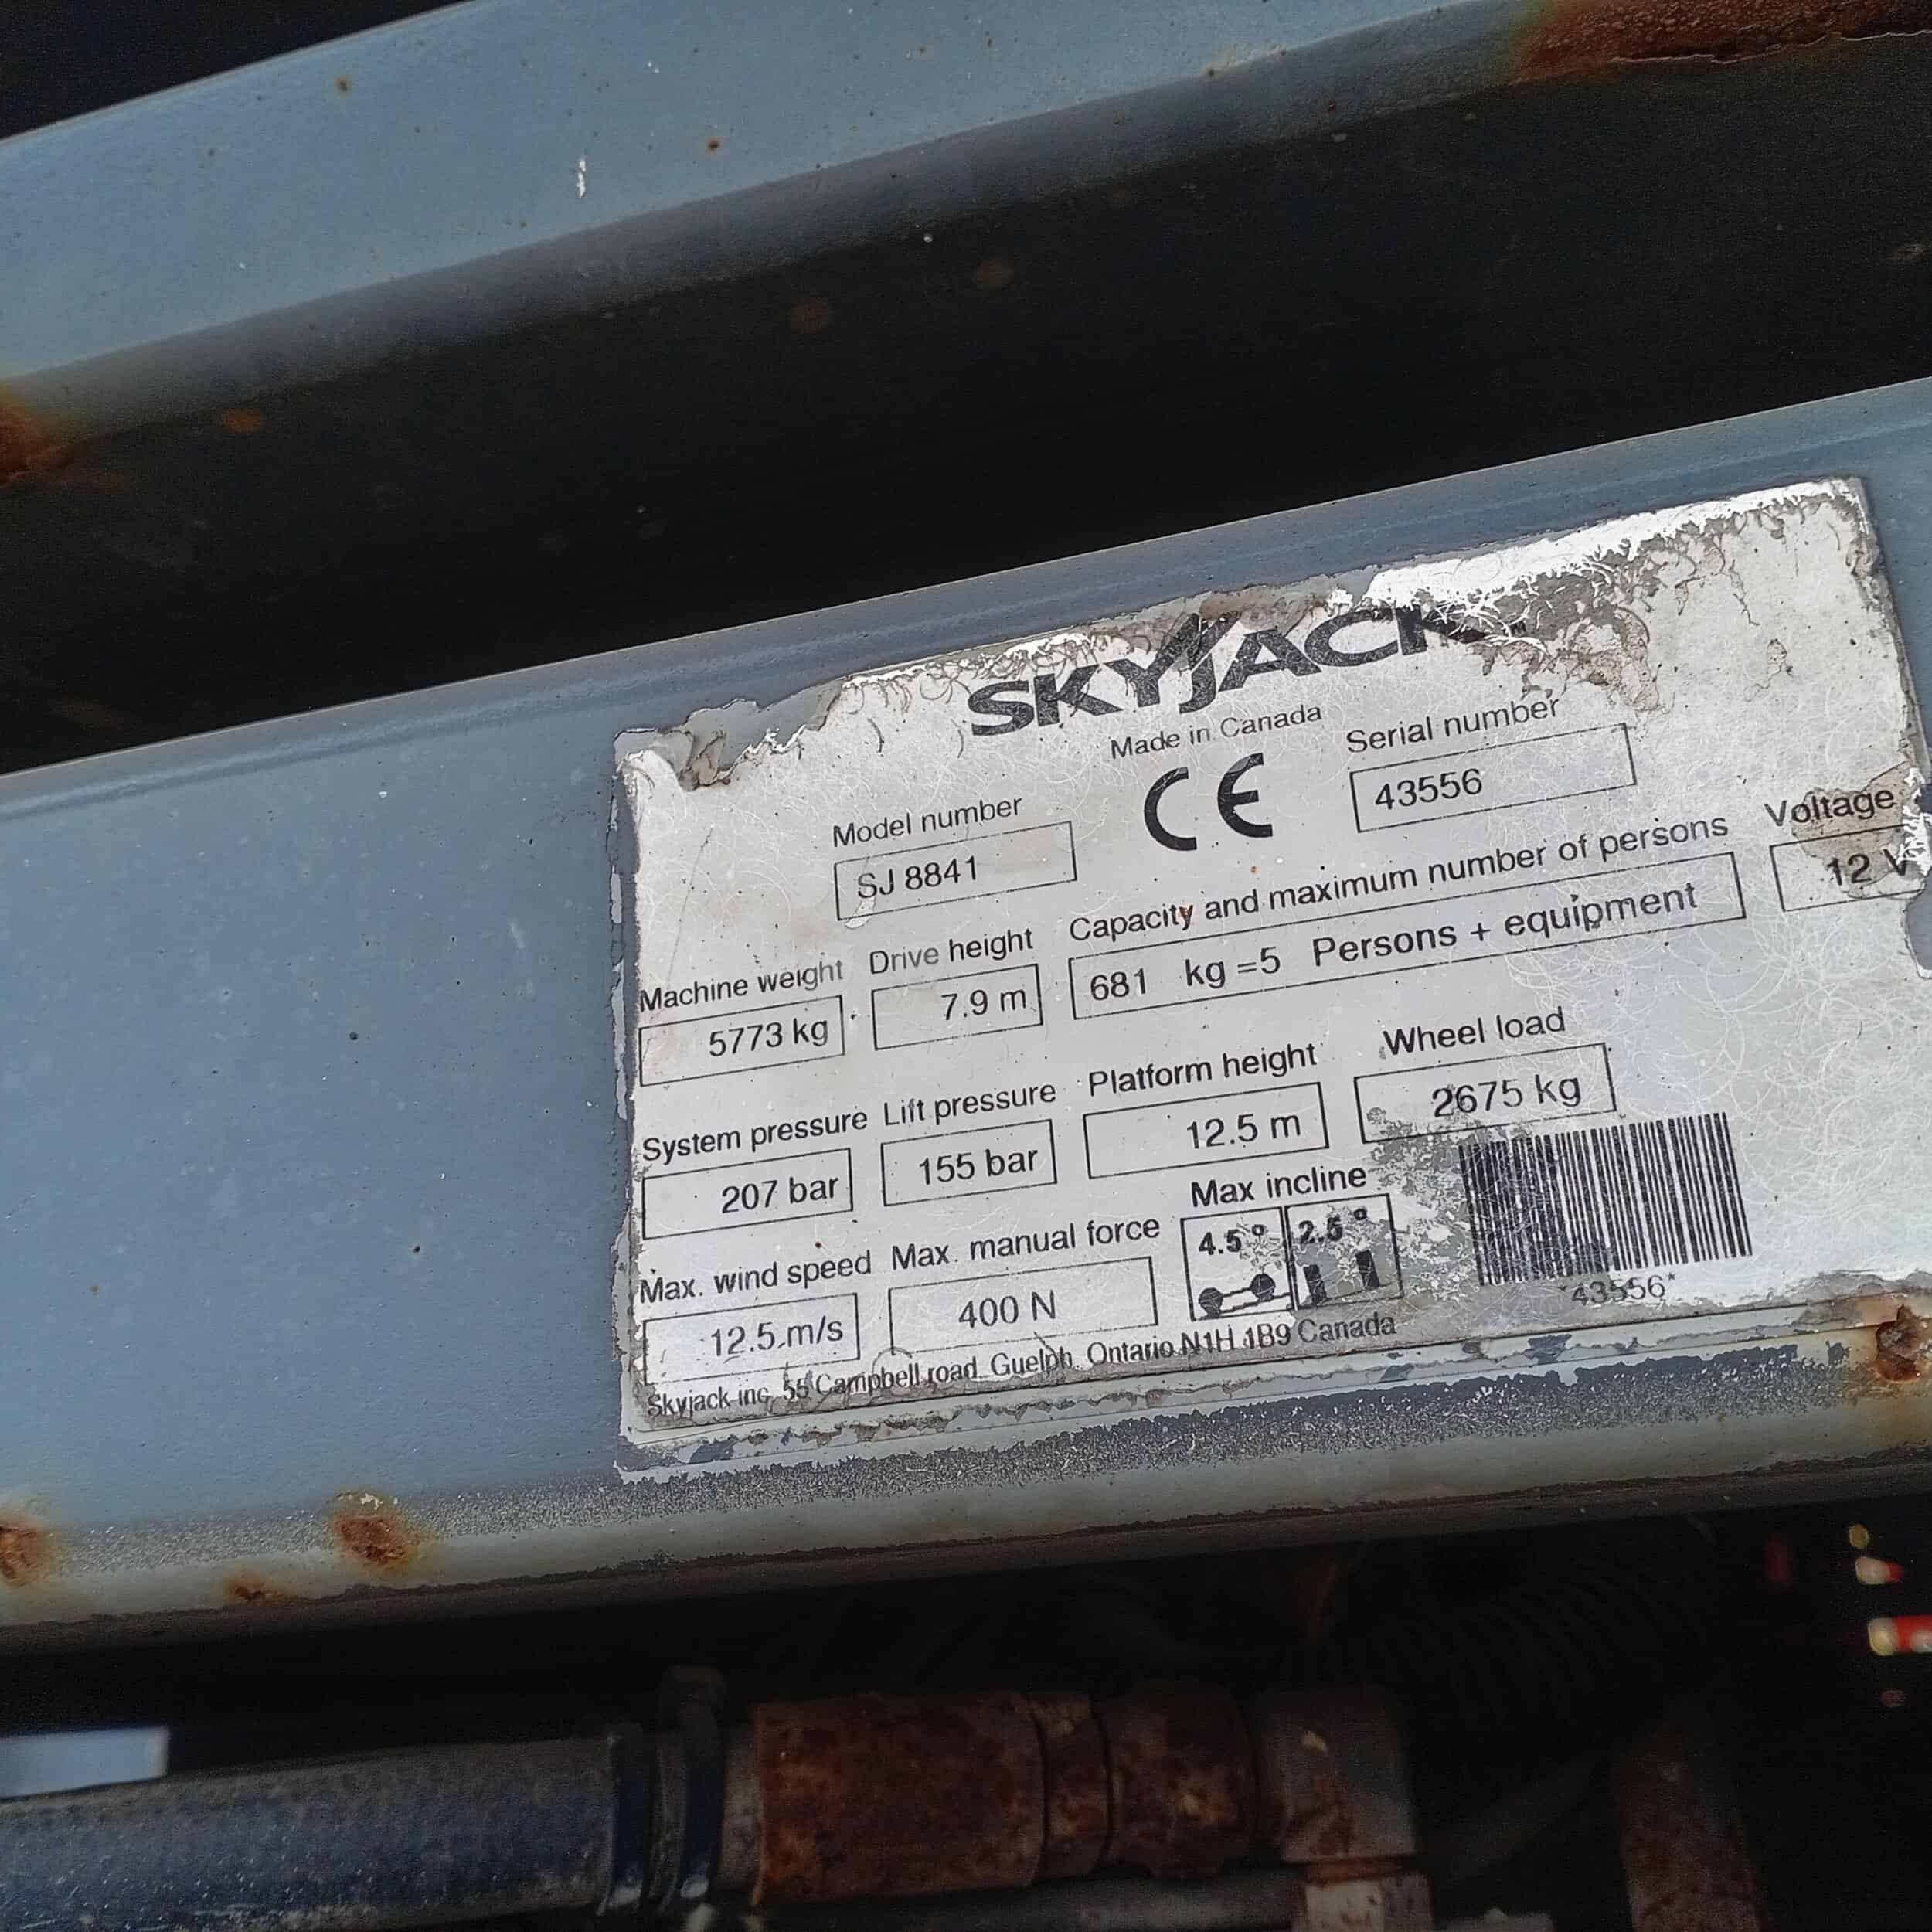 SKYJACK
Made in Canada
Model number
SJ 8841
CE
Serial number
43556
Machine weight
5773 kg
Drive height
7.9 m
Capacity and maximum number of persons
681 kg =5 Persons + equipment
Voltage
12 V
System pressure
207 bar
Lift pressure
155 bar
Platform height
12.5 m
Wheel load
2675 kg
Max. wind speed
12.5 m/s
Max. manual force
400 N
Max incline
4.5° 2.5°
*43556*
Skyjack inc. 55 Campbell road. Guelph. Ontario N1H 1B9 Canada